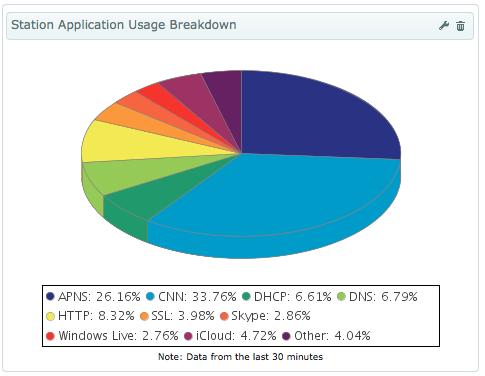 Station Application Usage Breakdown
APNS: 26.16% CNN: 33.76% DHCP: 6.61% DNS: 6.79%
HTTP: 8.32% SSL: 3.98% Skype: 2.86%
Windows Live: 2.76% iCloud: 4.72% Other: 4.04%
Note: Data from the last 30 minutes